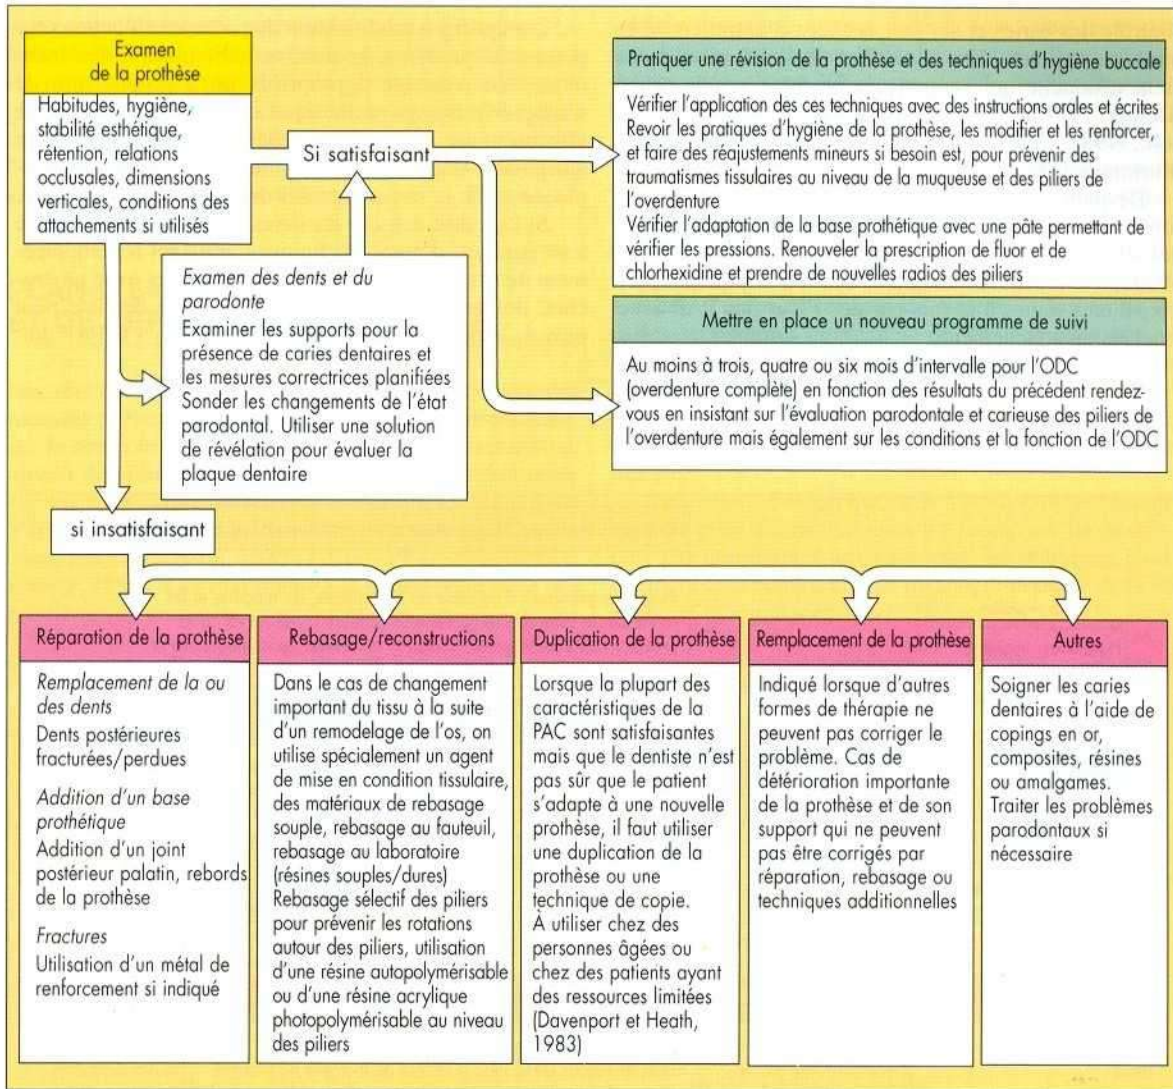 Examen
de la prothèse
Habitudes, hygiène,
stabilité esthétique,
rétention, relations
occlusales, dimensions
verticales, conditions des
attachements si utilisés
Si satisfaisant
Pratiquer une révision de la prothèse et des techniques d'hygiène buccale
Vérifier l'application des ces techniques avec des instructions orales et écrites
Revoir les pratiques d'hygiène de la prothèse, les modifier et les renforcer,
et faire des réajustements mineurs si besoin est, pour prévenir des
traumatismes tissulaires au niveau de la muqueuse et des piliers de
l'overdenture
Vérifier l'adaptation de la base prothétique avec une pâte permettant de
vérifier les pressions. Renouveler la prescription de fluor et de
chlorhexidine et prendre de nouvelles radios des piliers
Examen des dents et du
parodonte
Examiner les supports pour la
présence de caries dentaires et
les mesures correctrices planifiées
Sonder les changements de l'état
parodontal. Utiliser une solution
de révélation pour évaluer la
plaque dentaire
Mettre en place un nouveau programme de suivi
Au moins à trois, quatre ou six mois d'intervalle pour l'ODC
(overdenture complète) en fonction des résultats du précédent rendez-
vous en insistant sur l'évaluation parodontale et carieuse des piliers de
l'overdenture mais également sur les conditions et la fonction de l'ODC
si insatisfaisant
Réparation de la prothèse
Remplacement de la ou
des dents
Dents postérieures
fracturées/perdues
Addition d'un base
prothétique
Addition d'un joint
postérieur palatin, rebords
de la prothèse
Fractures
Utilisation d'un métal de
renforcement si indiqué
Rebasage/reconstructions
Dans le cas de changement
important du tissu à la suite
d'un remodelage de l'os, on
utilise spécialement un agent
de mise en condition tissulaire,
des matériaux de rebasage
souple, rebasage au fauteuil,
rebasage au laboratoire
(résines souples/dures)
Rebasage sélectif des piliers
pour prévenir les rotations
autour des piliers, utilisation
d'une résine autopolymérisable
ou d'une résine acrylique
photopolymérisable au niveau
des piliers
Duplication de la prothèse
Lorsque la plupart des
caractéristiques de la
PAC sont satisfaisantes
mais que le dentiste n'est
pas sûr que le patient
s'adapte à une nouvelle
prothèse, il faut utiliser
une duplication de la
prothèse ou une
technique de copie.
À utiliser chez des
personnes âgées ou
chez des patients ayant
des ressources limitées
(Davenport et Heath,
1983)
Remplacement de la prothèse
Indiqué lorsque d'autres
formes de thérapie ne
peuvent pas corriger le
problème. Cas de
détérioration importante
de la prothèse et de son
support qui ne peuvent
pas être corrigés par
réparation, rebasage ou
techniques additionnelles
Autres
Soigner les caries
dentaires à l'aide de
copings en or,
composites, résines
ou amalgames.
Traiter les problèmes
parodontaux si
nécessaire